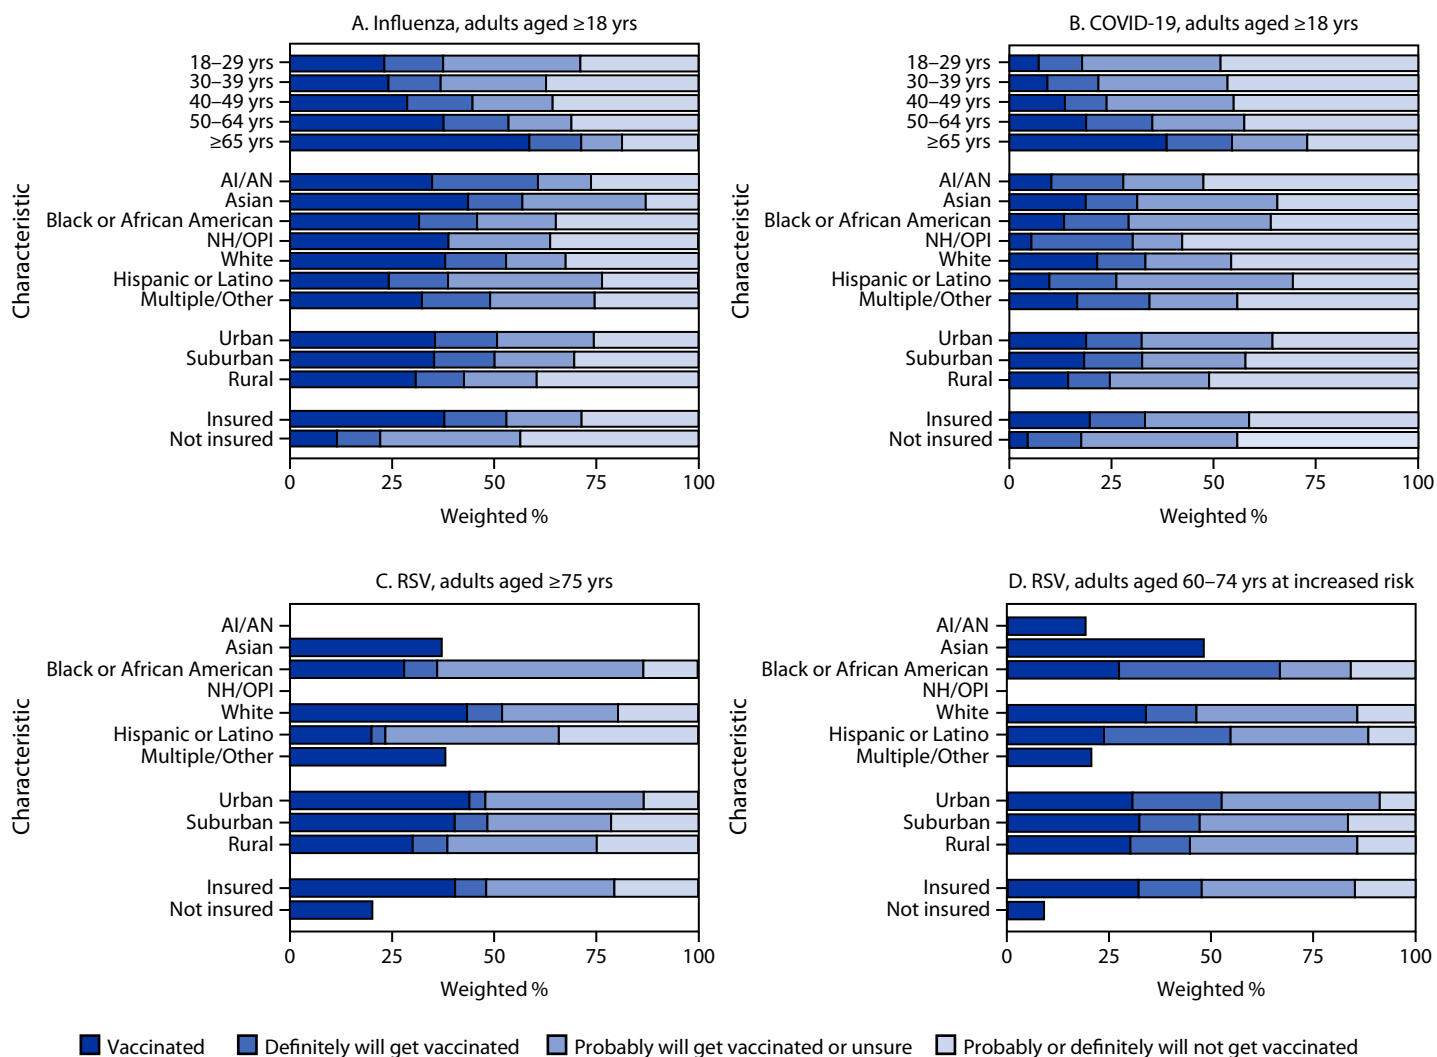 A. Influenza, adults aged ≥18 yrs
Characteristic
18–29 yrs
30–39 yrs
40–49 yrs
50–64 yrs
≥65 yrs
AI/AN
Asian
Black or African American
NH/OPI
White
Hispanic or Latino
Multiple/Other
Urban
Suburban
Rural
Insured
Not insured
0 25 50 75 100
Weighted %
B. COVID-19, adults aged ≥18 yrs
Characteristic
18–29 yrs
30–39 yrs
40–49 yrs
50–64 yrs
≥65 yrs
AI/AN
Asian
Black or African American
NH/OPI
White
Hispanic or Latino
Multiple/Other
Urban
Suburban
Rural
Insured
Not insured
0 25 50 75 100
Weighted %
C. RSV, adults aged ≥75 yrs
Characteristic
AI/AN
Asian
Black or African American
NH/OPI
White
Hispanic or Latino
Multiple/Other
Urban
Suburban
Rural
Insured
Not insured
0 25 50 75 100
Weighted %
D. RSV, adults aged 60–74 yrs at increased risk
Characteristic
AI/AN
Asian
Black or African American
NH/OPI
White
Hispanic or Latino
Multiple/Other
Urban
Suburban
Rural
Insured
Not insured
0 25 50 75 100
Weighted %
Vaccinated Definitely will get vaccinated Probably will get vaccinated or unsure Probably or definitely will not get vaccinated